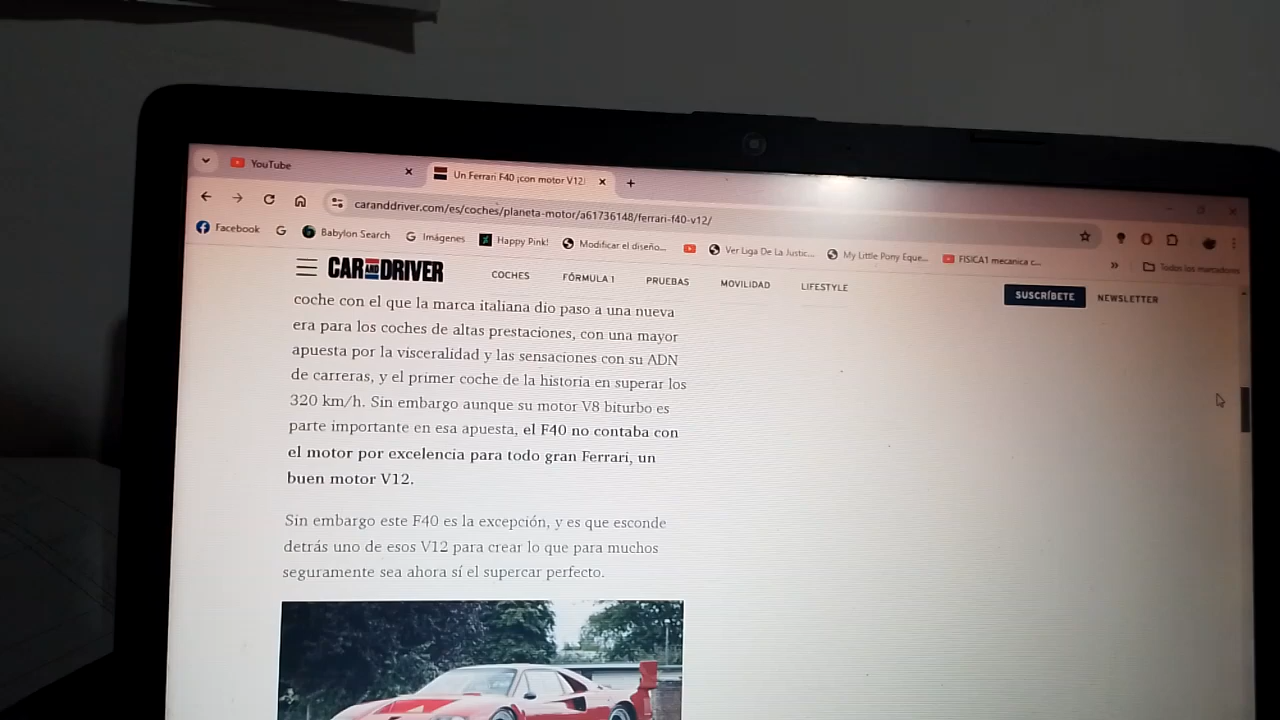 YouTube
Un Ferrari F40 ¡con motor V12!
caranddriver.com/es/coches/planeta-motor/a61736148/ferrari-f40-v12/
Facebook
Babylon Search
Imágenes
Happy Pink!
Modificar el diseño...
Ver Liga De La Justic...
My Little Pony Eque...
FISICA1 mecanica c...
Todos los marcadores
CAR AND DRIVER
COCHES
FÓRMULA 1
PRUEBAS
MOVILIDAD
LIFESTYLE
SUSCRÍBETE
NEWSLETTER
coche con el que la marca italiana dio paso a una nueva
era para los coches de altas prestaciones, con una mayor
apuesta por la visceralidad y las sensaciones con su ADN
de carreras, y el primer coche de la historia en superar los
320 km/h. Sin embargo aunque su motor V8 biturbo es
parte importante en esa apuesta, el F40 no contaba con
el motor por excelencia para todo gran Ferrari, un
buen motor V12.
Sin embargo este F40 es la excepción, y es que esconde
detrás uno de esos V12 para crear lo que para muchos
seguramente sea ahora sí el supercar perfecto.